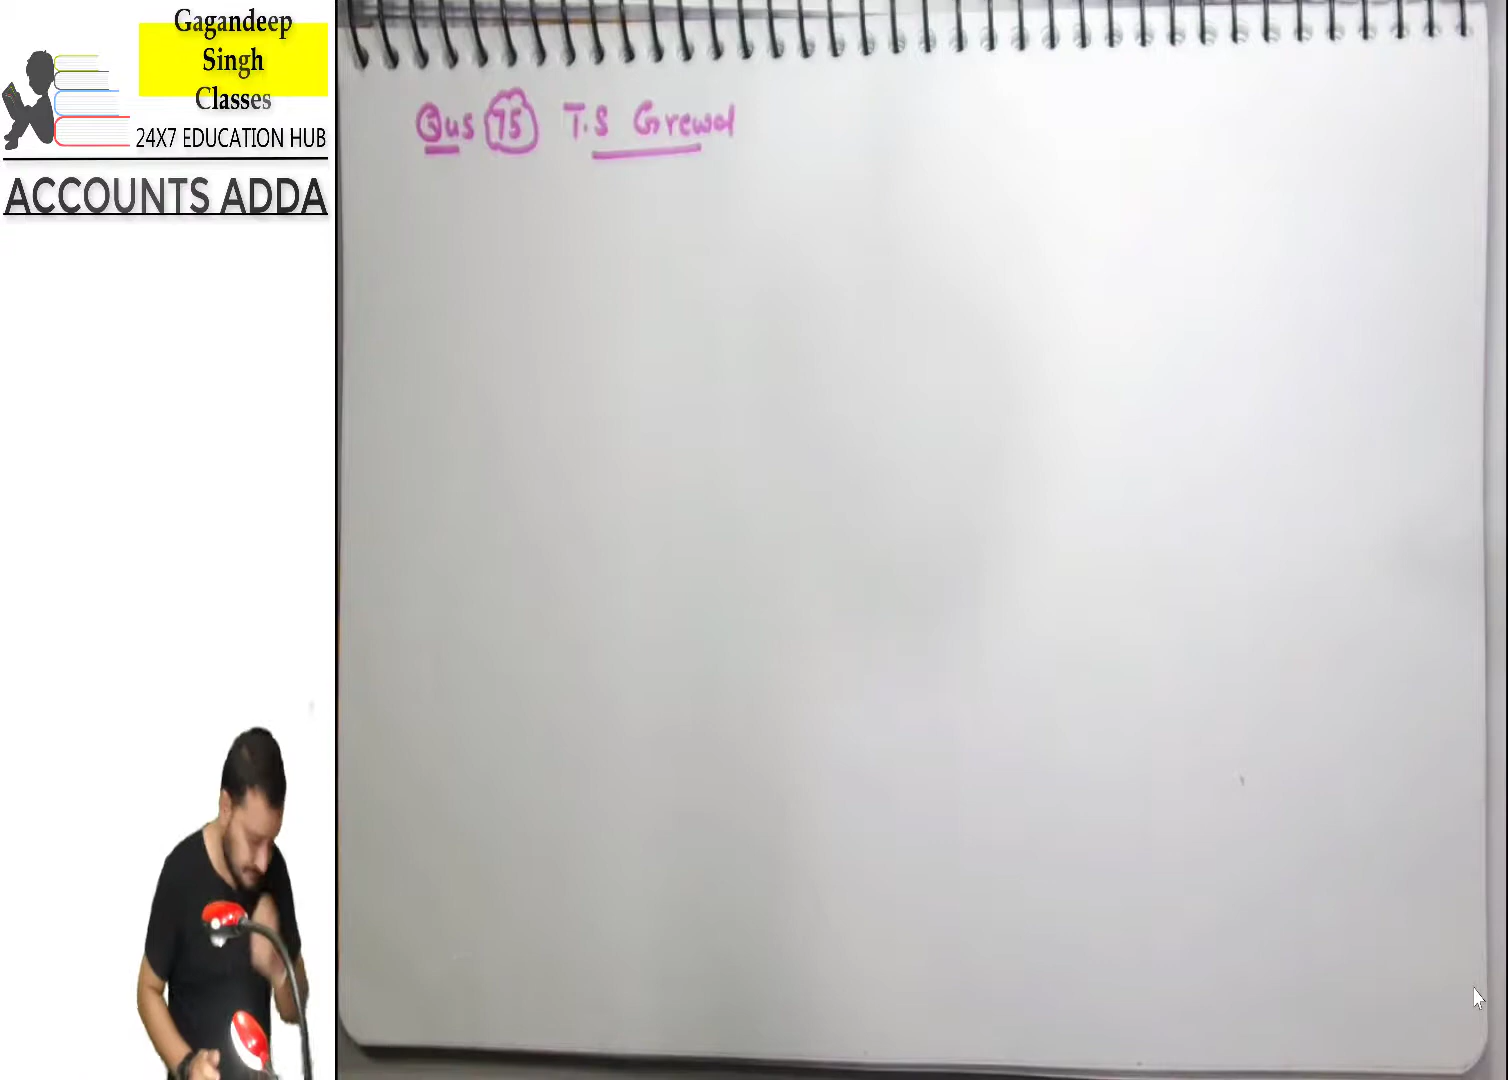 Gagandeep
Singh
Classes
24X7 EDUCATION HUB
ACCOUNTS ADDA
Qus 75 T.S Grewal